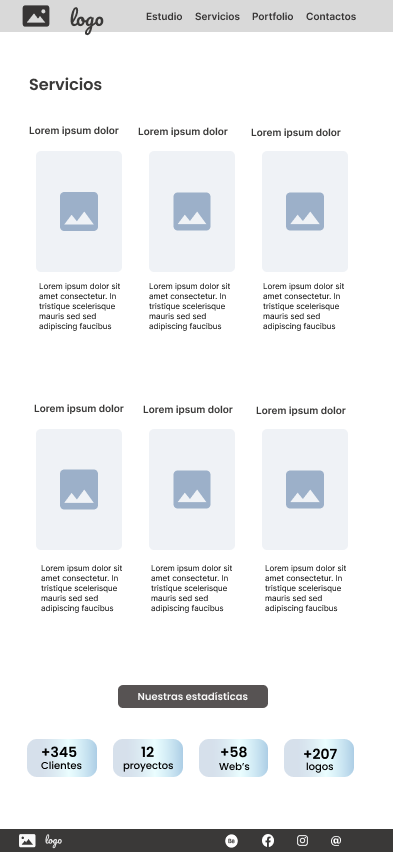 logo
Estudio Servicios Portfolio Contactos
Servicios
Lorem ipsum dolor
Lorem ipsum dolor
Lorem ipsum dolor
Lorem ipsum dolor sit
amet consectetur. In
tristique scelerisque
mauris sed sed
adipiscing faucibus
Lorem ipsum dolor sit
amet consectetur. In
tristique scelerisque
mauris sed sed
adipiscing faucibus
Lorem ipsum dolor sit
amet consectetur. In
tristique scelerisque
mauris sed sed
adipiscing faucibus
Lorem ipsum dolor
Lorem ipsum dolor
Lorem ipsum dolor
Lorem ipsum dolor sit
amet consectetur. In
tristique scelerisque
mauris sed sed
adipiscing faucibus
Lorem ipsum dolor sit
amet consectetur. In
tristique scelerisque
mauris sed sed
adipiscing faucibus
Lorem ipsum dolor sit
amet consectetur. In
tristique scelerisque
mauris sed sed
adipiscing faucibus
Nuestras estadísticas
+345
Clientes
12
proyectos
+58
Web's
+207
logos
logo
Bē
@